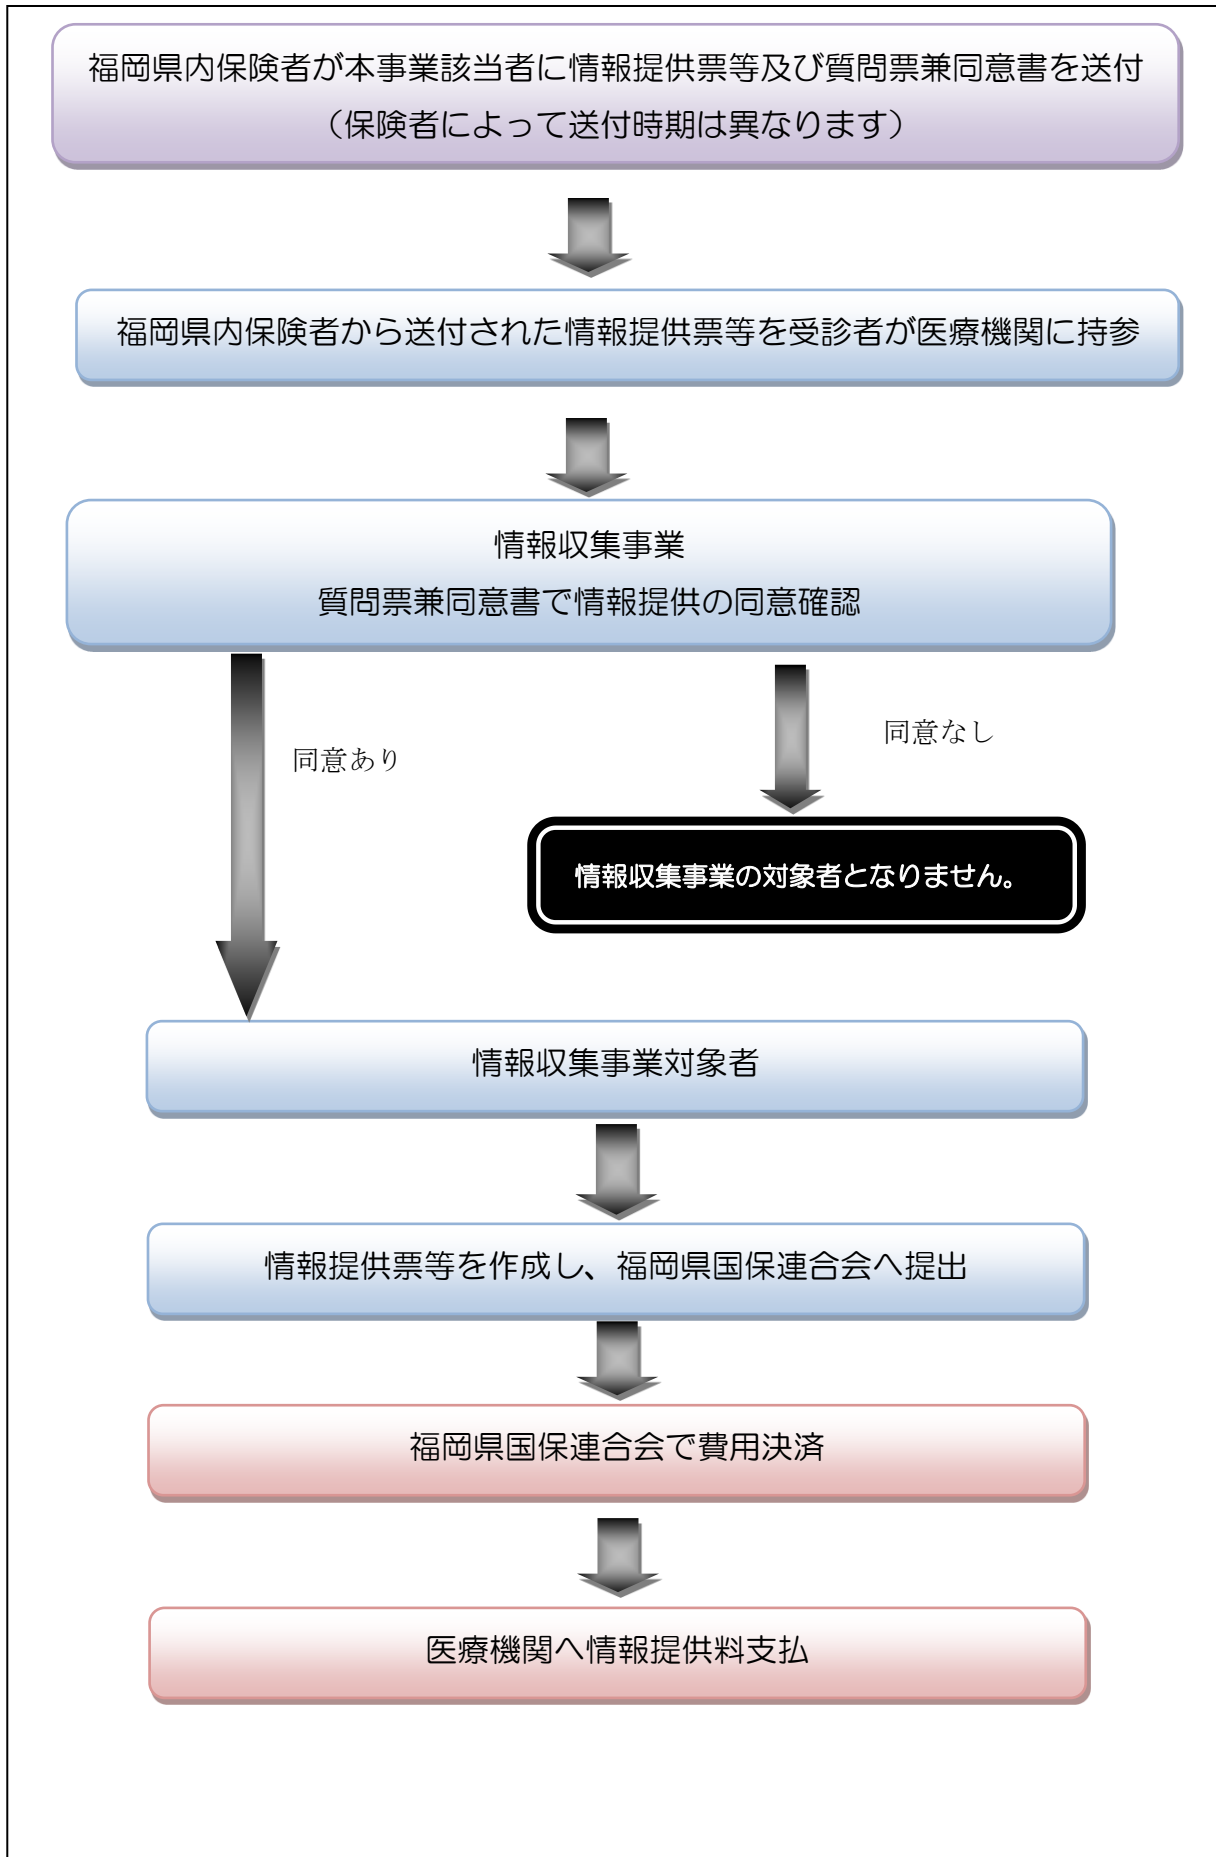 福岡県内保険者が本事業該当者に情報提供票等及び質問票兼同意書を送付
（保険者によって送付時期は異なります）
福岡県内保険者から送付された情報提供票等を受診者が医療機関に持参
情報収集事業
質問票兼同意書で情報提供の同意確認
同意なし
同意あり
情報収集事業の対象者となりません。
情報収集事業対象者
情報提供票等を作成し、福岡県国保連合会へ提出
福岡県国保連合会で費用決済
医療機関へ情報提供料支払